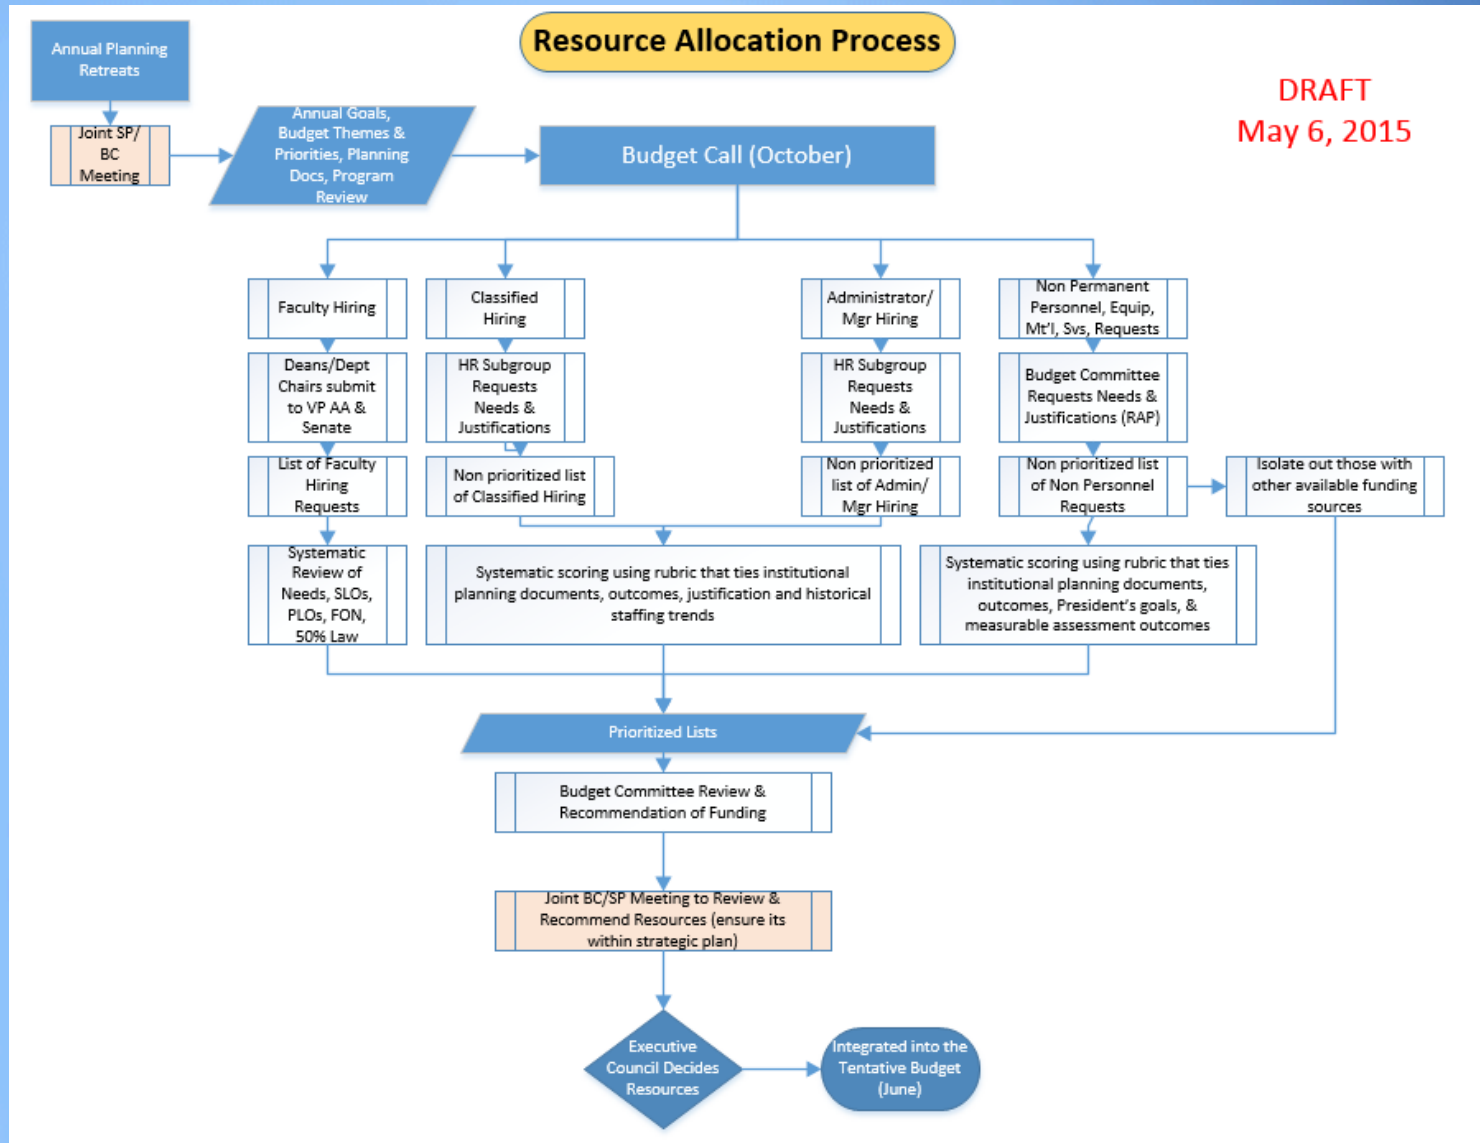 Resource Allocation Process
DRAFT
May 6, 2015
Annual Planning
Retreats
Joint SP/
BC
Meeting
Annual Goals,
Budget Themes &
Priorities, Planning
Docs, Program
Review
Budget Call (October)
Faculty Hiring
Classified
Hiring
Administrator/
Mgr Hiring
Non Permanent
Personnel, Equip,
Mt'l, Svs, Requests
Deans/Dept
Chairs submit
to VP AA &
Senate
HR Subgroup
Requests
Needs &
Justifications
HR Subgroup
Requests
Needs &
Justifications
Budget Committee
Requests Needs &
Justifications (RAP)
List of Faculty
Hiring
Requests
Non prioritized list
of Classified Hiring
Non prioritized
list of Admin/
Mgr Hiring
Non prioritized list
of Non Personnel
Requests
Isolate out those with
other available funding
sources
Systematic
Review of
Needs, SLOs,
PLOs, FON,
50% Law
Systematic scoring using rubric that ties institutional
planning documents, outcomes, justification and historical
staffing trends
Systematic scoring using rubric that ties
institutional planning documents,
outcomes, President's goals, &
measurable assessment outcomes
Prioritized Lists
Budget Committee Review &
Recommendation of Funding
Joint BC/SP Meeting to Review &
Recommend Resources (ensure its
within strategic plan)
Executive
Council Decides
Resources
Integrated into the
Tentative Budget
(June)